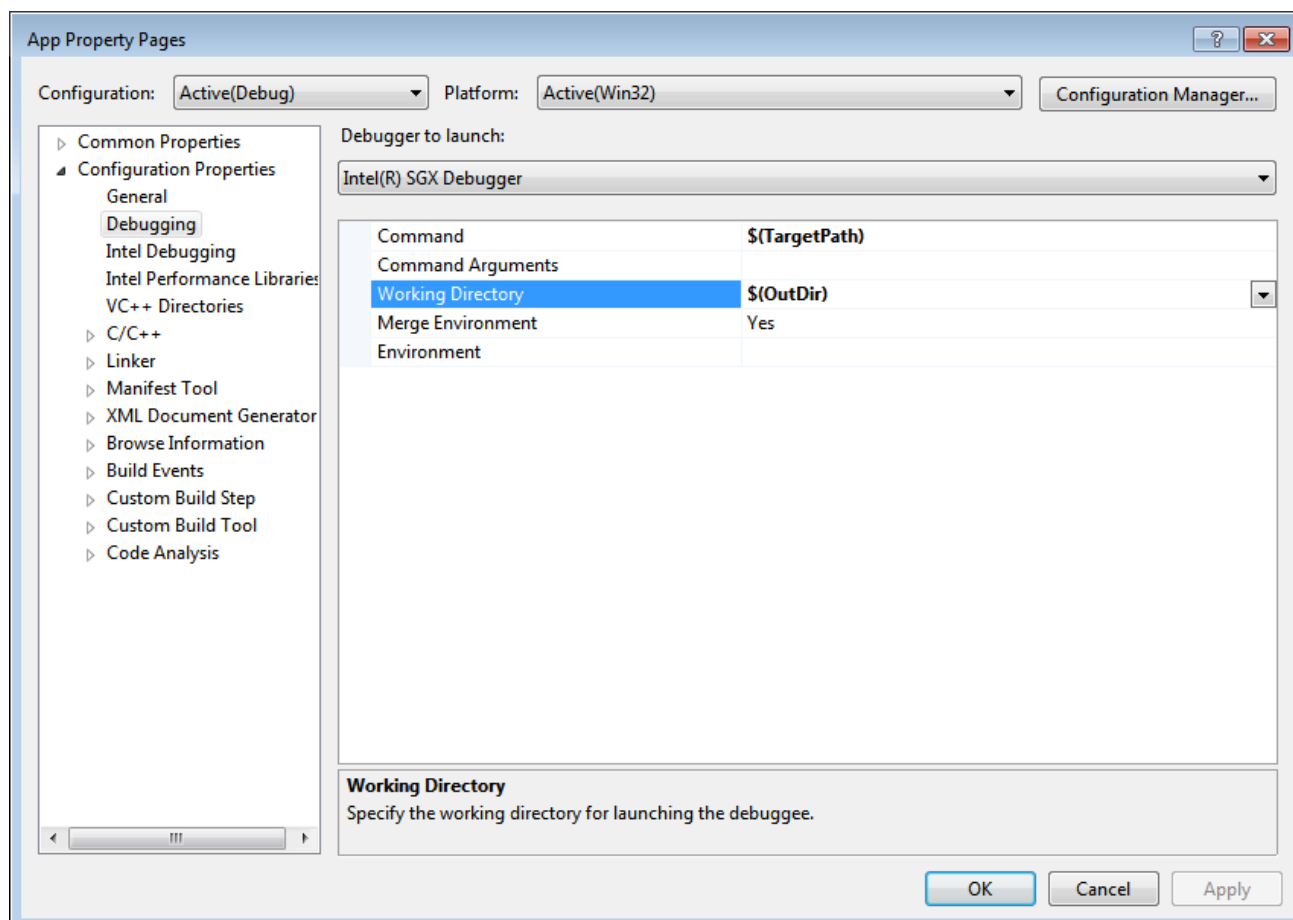 App Property Pages
Configuration: Active(Debug) Platform: Active(Win32) Configuration Manager...
Common Properties
Configuration Properties
General
Debugging
Intel Debugging
Intel Performance Libraries
VC++ Directories
C/C++
Linker
Manifest Tool
XML Document Generator
Browse Information
Build Events
Custom Build Step
Custom Build Tool
Code Analysis
Debugger to launch:
Intel(R) SGX Debugger
Command $(TargetPath)
Command Arguments
Working Directory $(OutDir)
Merge Environment Yes
Environment
Working Directory
Specify the working directory for launching the debuggee.
OK Cancel Apply